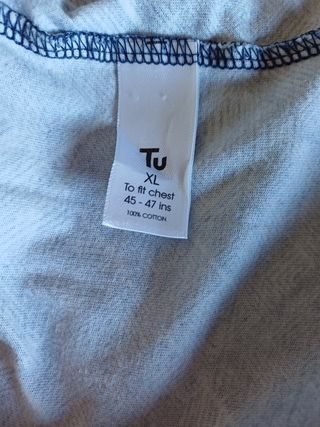 Tu
XL
To fit chest
45 - 47 ins
100% COTTON